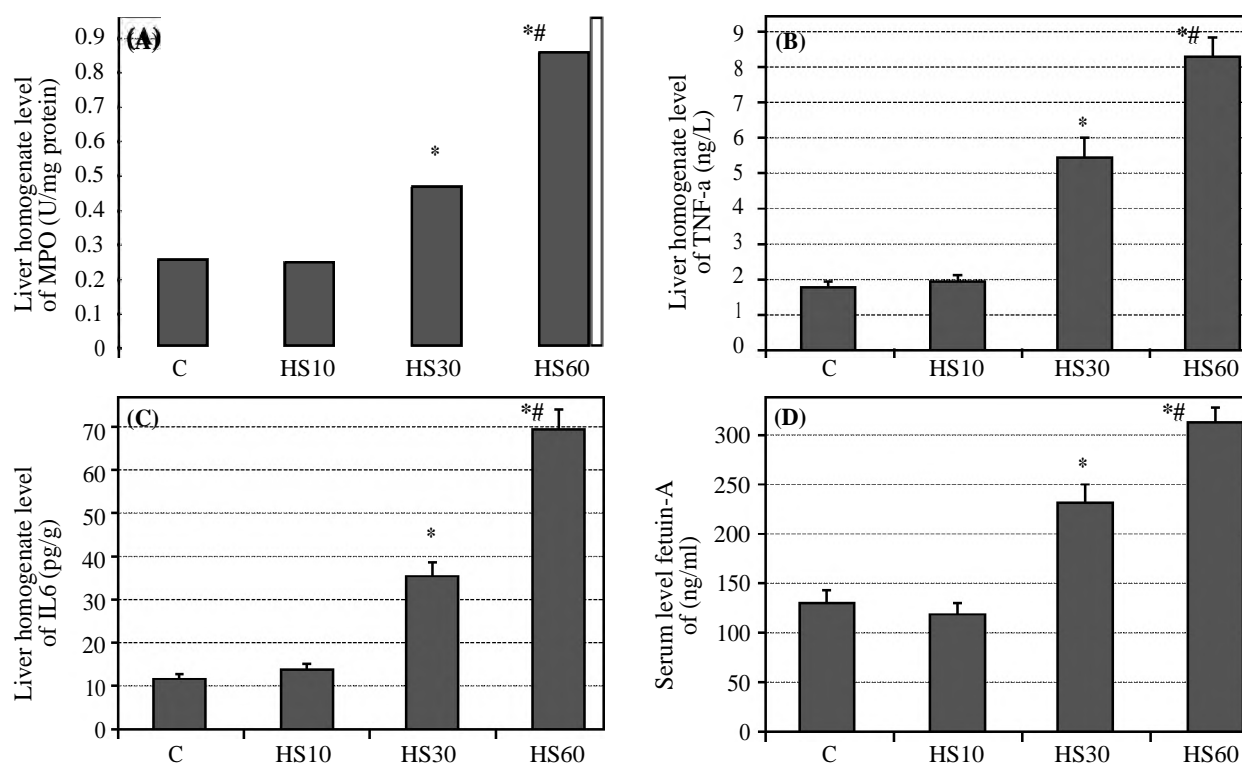 (A)
*#
*
0.9
0.8
0.7
0.6
0.5
0.4
0.3
0.2
0.1
0
Liver homogenate level
of MPO (U/mg protein)
C HS10 HS30 HS60
(B)
*#
*
9
8
7
6
5
4
3
2
1
0
Liver homogenate level
of TNF-a (ng/L)
C HS10 HS30 HS60
(C)
*#
*
70
60
50
40
30
20
10
0
Liver homogenate level
of IL6 (pg/g)
C HS10 HS30 HS60
(D)
*#
*
300
250
200
150
100
50
0
Serum level fetuin-A
of (ng/ml)
C HS10 HS30 HS60